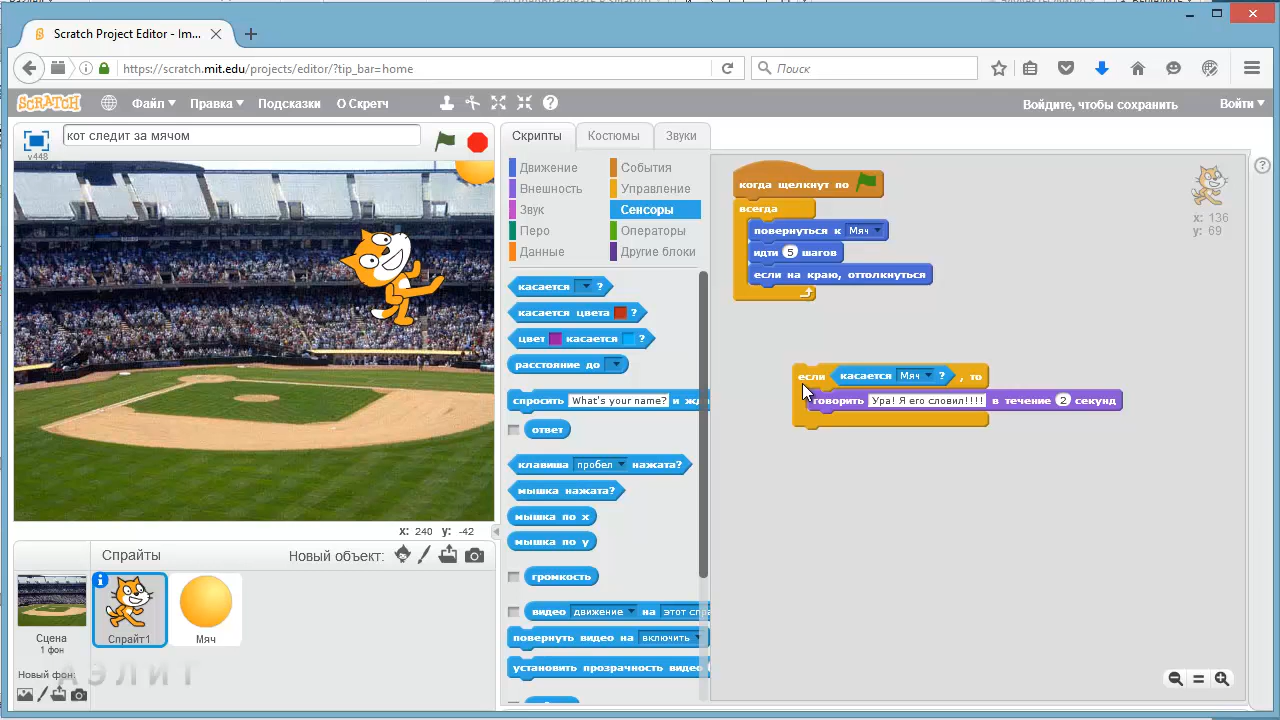 Scratch Project Editor - Im...
https://scratch.mit.edu/projects/editor/?tip_bar=home
Поиск
SCRATCH
Файл
Правка
Подсказки
О Скретч
Войдите, чтобы сохранить
Войти
кот следит за мячом
v448
Скрипты
Костюмы
Звуки
Движение
События
Внешность
Управление
Звук
Сенсоры
Перо
Операторы
Данные
Другие блоки
касается ?
касается цвета ?
цвет касается ?
расстояние до
спросить What's your name? и жд
ответ
клавиша пробел нажата?
мышка нажата?
мышка по x
мышка по y
громкость
видео движение на этот спра
повернуть видео на включить
установить прозрачность видео
когда щелкнут по
всегда
повернуться к Мяч
идти 5 шагов
если на краю, оттолкнуться
если касается Мяч ? , то
говорить Ура! Я его словил!!!! в течение 2 секунд
x: 136
y: 69
x: 240 y: -42
Спрайты
Новый объект:
Сцена
1 фон
Спрайт1
Мяч
Новый фон:
АЭЛИТ